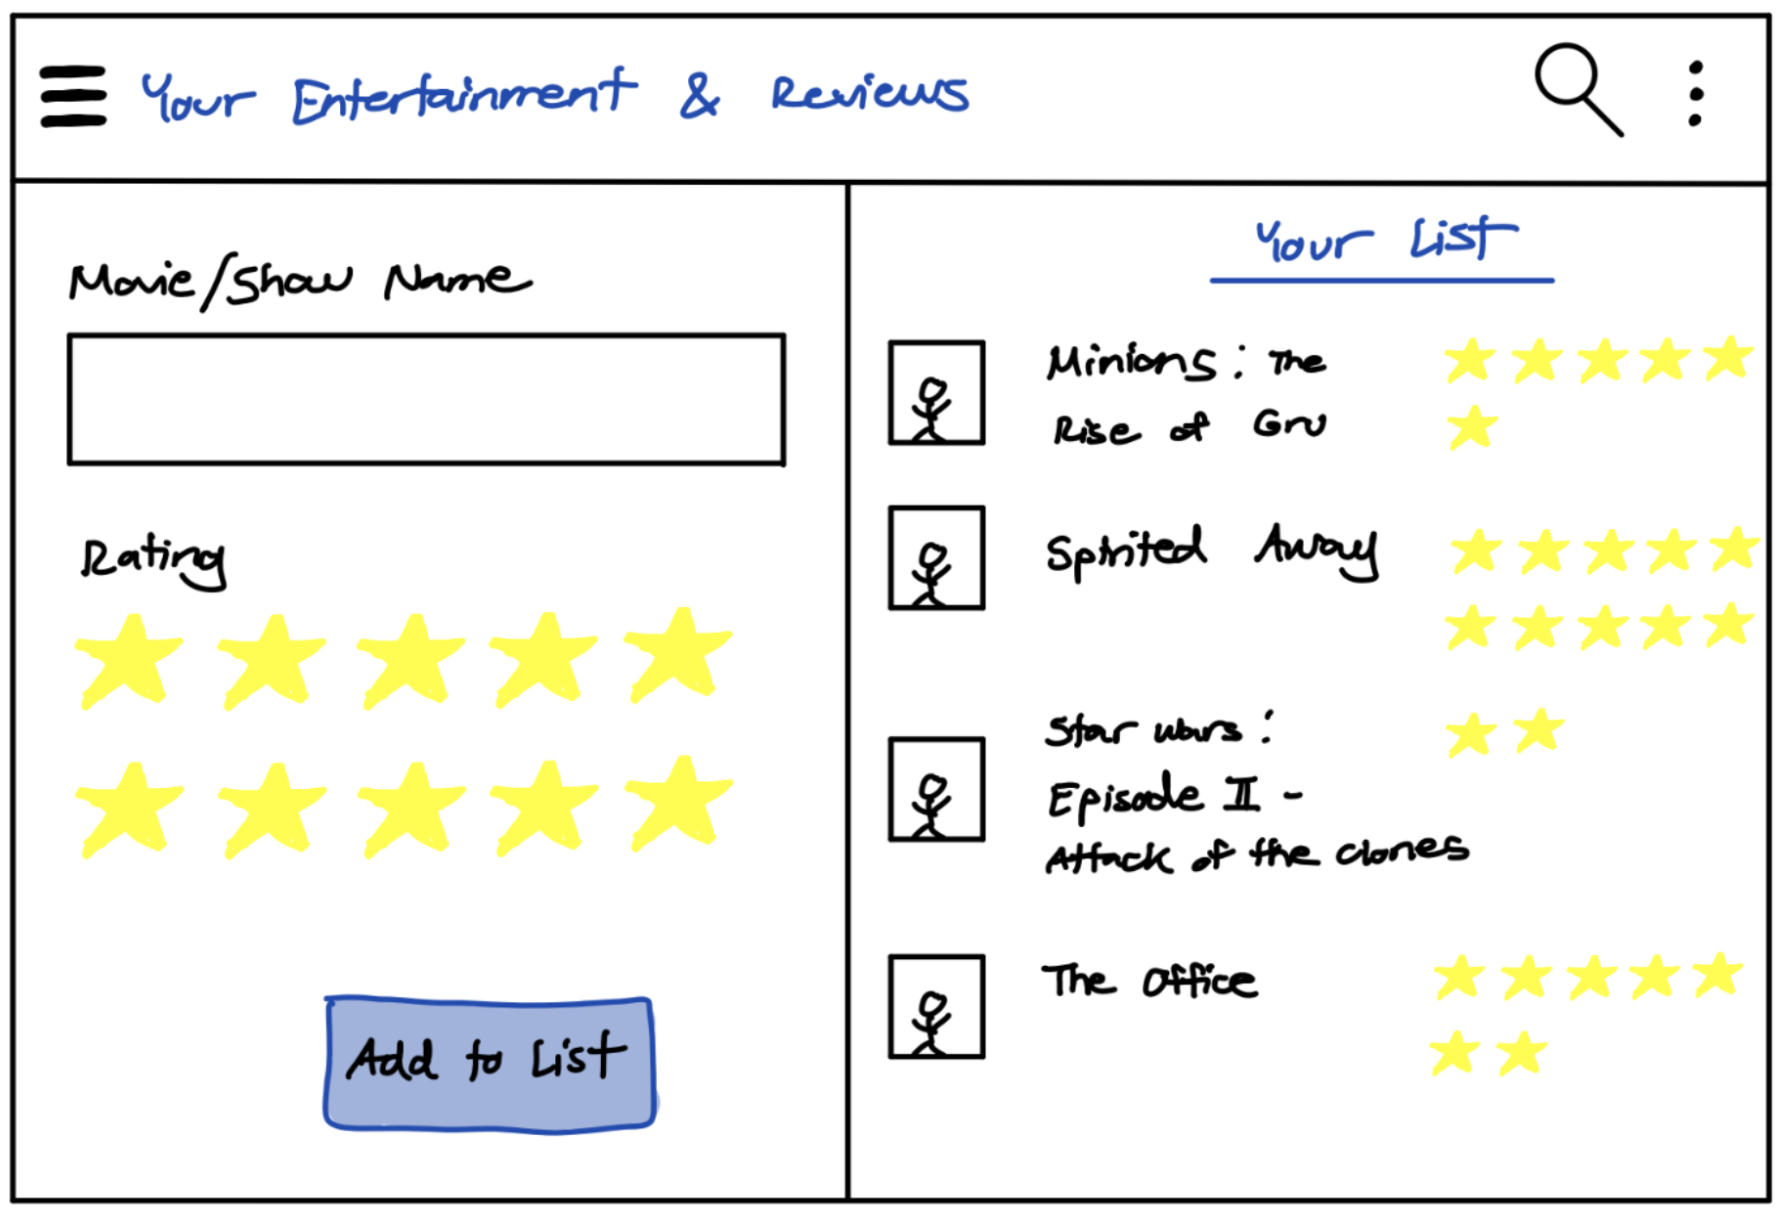 Your Entertainment & Reviews
Movie/Show Name
Rating
Add to List
Your List
Minions: The
Rise of Gru
Spirited Away
Star wars:
Episode II -
Attack of the clones
The Office